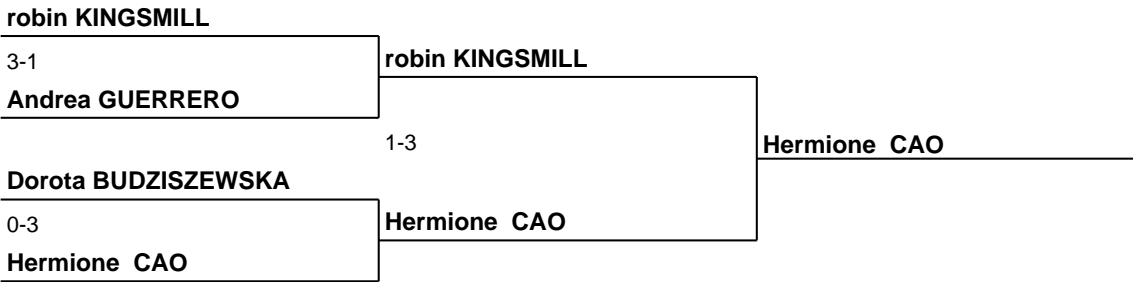 robin KINGSMILL
3-1
robin KINGSMILL
Andrea GUERRERO
1-3
Hermione  CAO
Dorota BUDZISZEWSKA
0-3
Hermione  CAO
Hermione  CAO